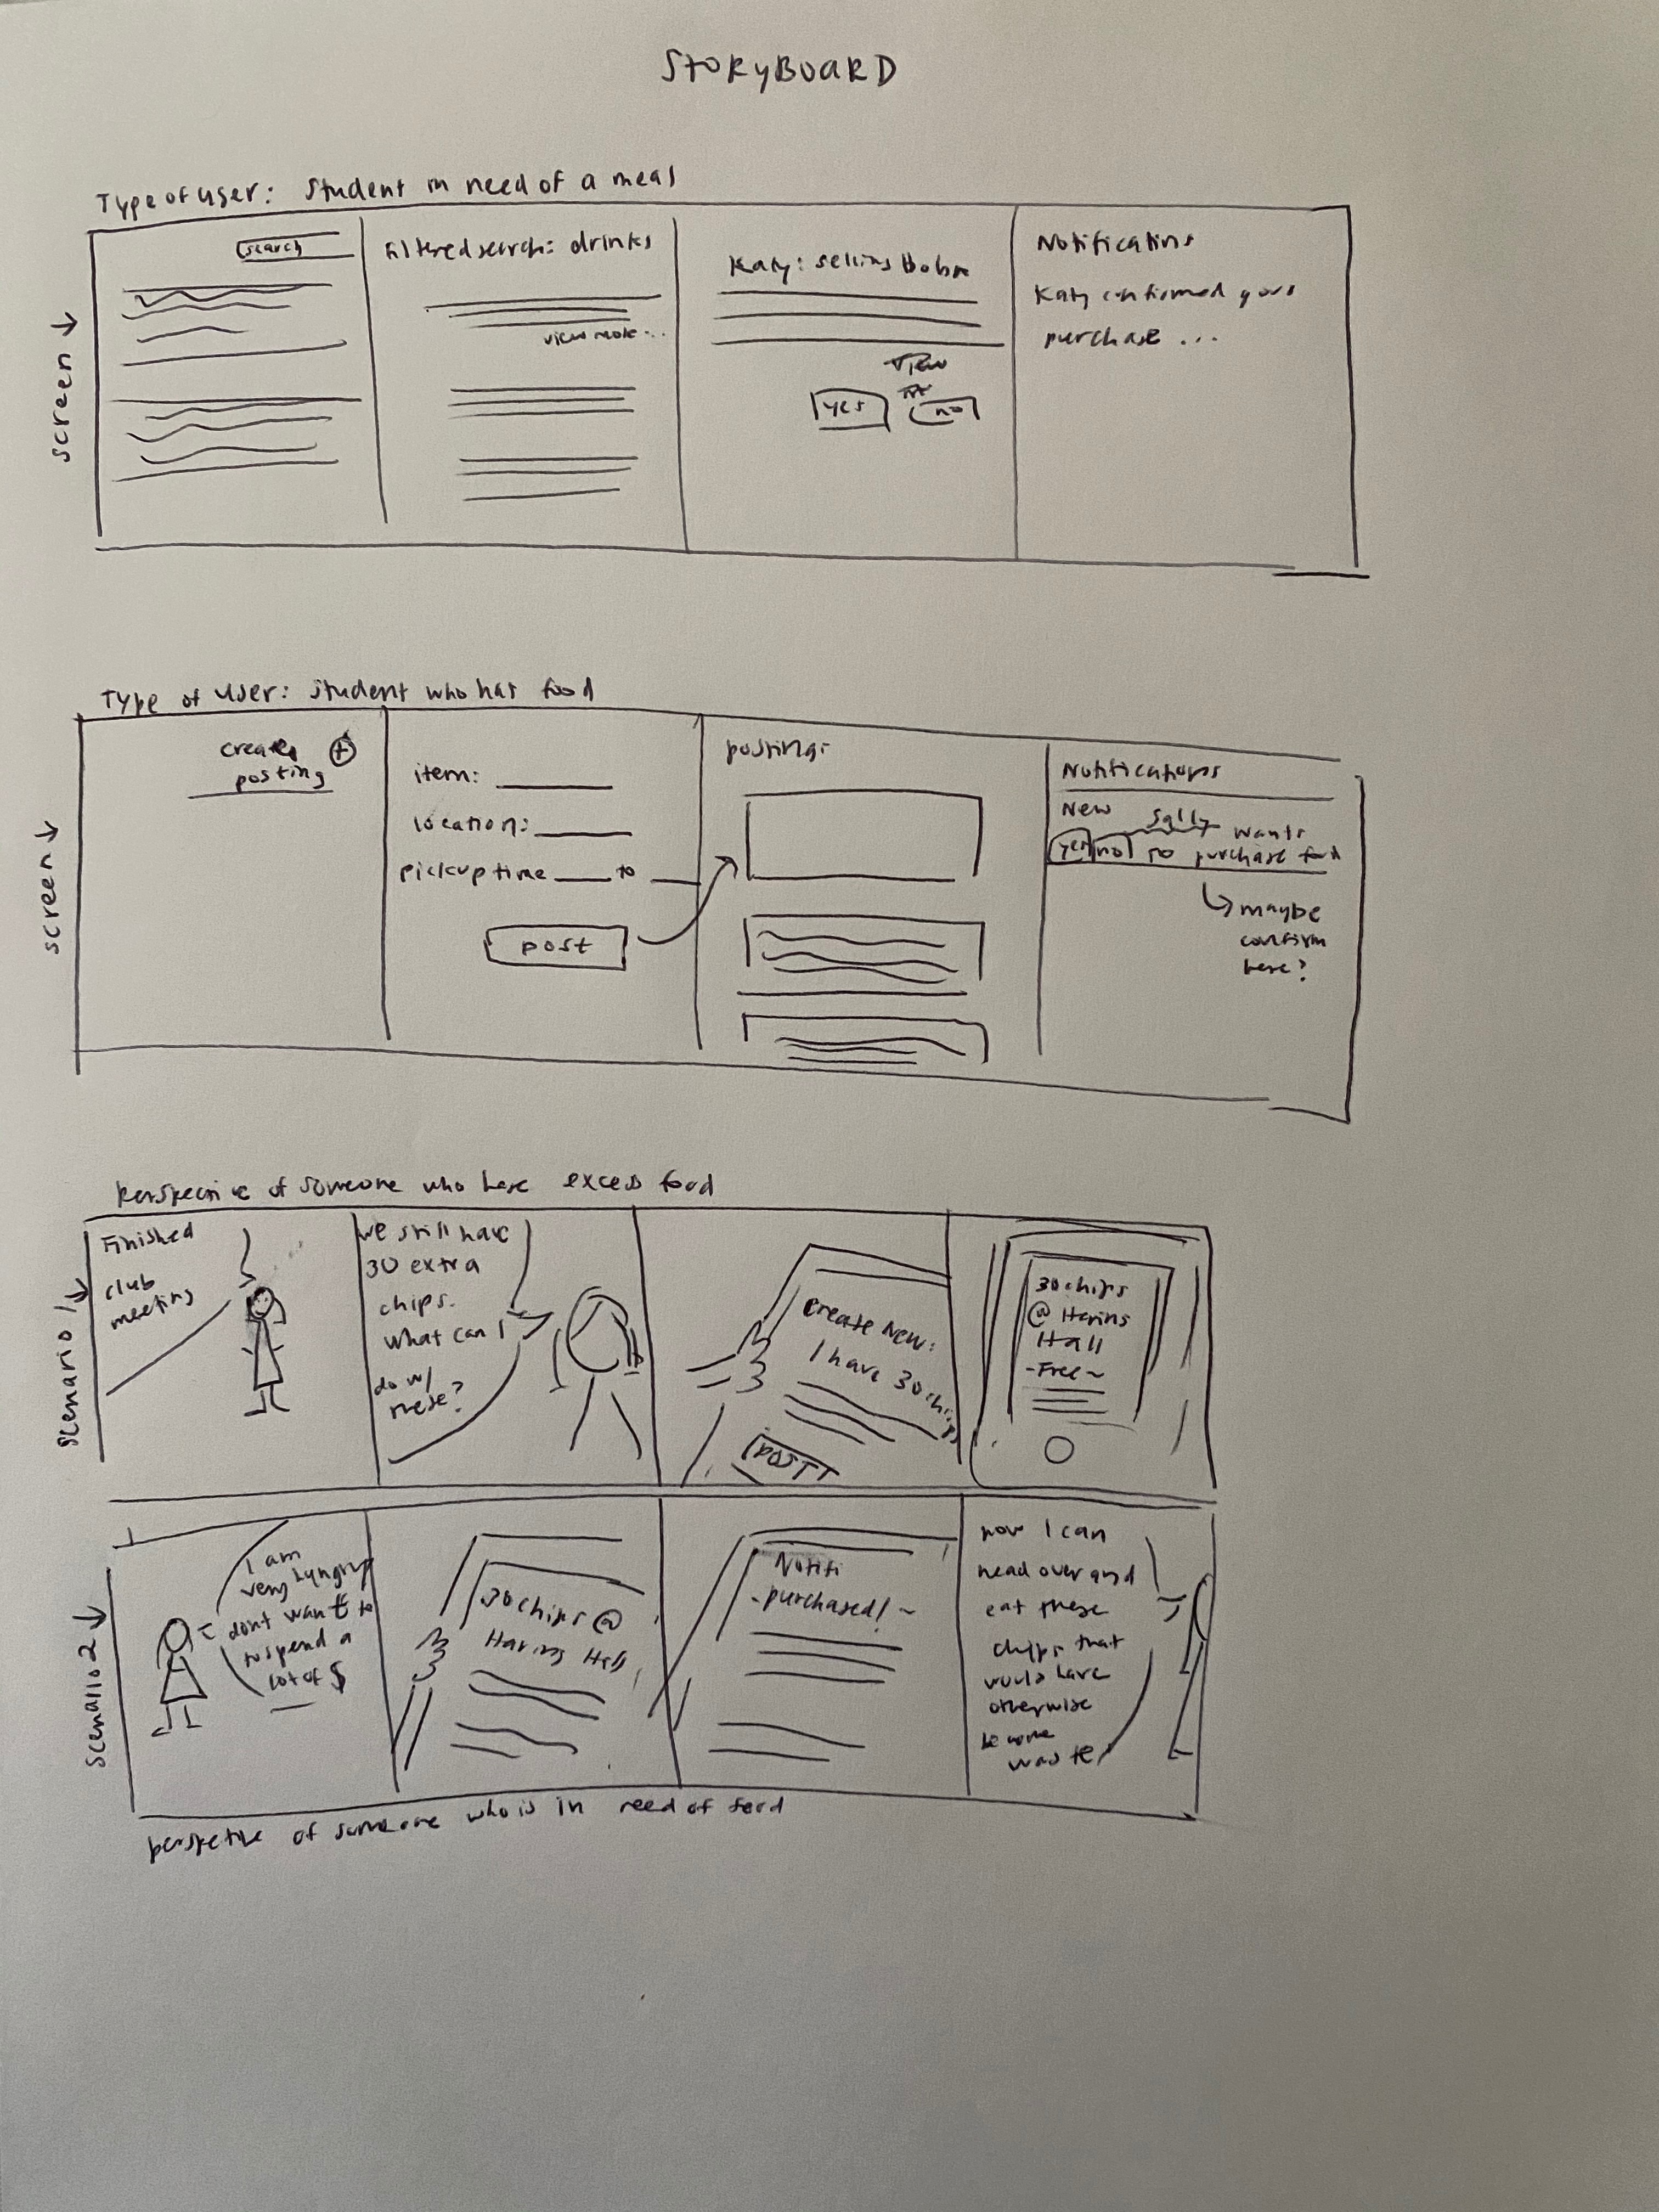 STORYBOARD
Type of user: student in need of a meal
screen
search
Filtered search: drinks
view more...
Katy: selling Boba
view
yes
no
Notifications
Katy confirmed your
purchase ...
Type of user: student who has food
screen
create
posting
+
item:
location:
pickup time ____ to ____
post
postings
Notifications
New Sally wants
yes no to purchase food
maybe
confirm
here?
perspective of someone who have excess food
scenario 1
Finished
club
meeting
we still have
30 extra
chips.
what can I
do w/
these?
create New:
I have 30 chips
POST
30 chips
@ Haring
Hall
-Free~
scenario 2
I am
very hungry
dont want to
to spend a
lot of $
30 chips @
Haring Hall
Notifi
-purchased!~
now I can
head over and
eat these
chips that
would have
otherwise
become
waste!
perspective of someone who is in need of food